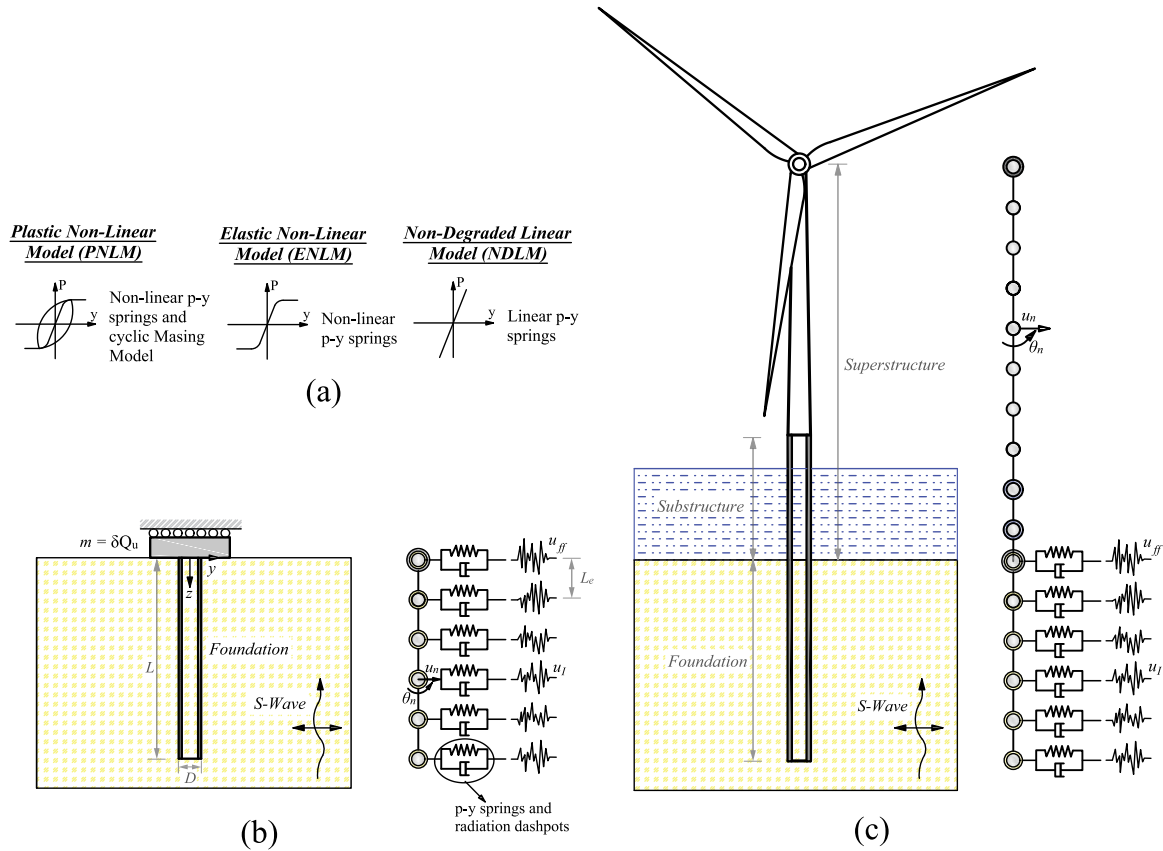 Plastic Non-Linear
Model (PNLM)
P
y
Non-linear p-y
springs and
cyclic Masing
Model
Elastic Non-Linear
Model (ENLM)
P
y
Non-linear
p-y springs
Non-Degraded Linear
Model (NDLM)
P
y
Linear p-y
springs
(a)
m = δQu
y
z
L
Foundation
S-Wave
D
uff
Le
un
θn
uI
p-y springs and
radiation dashpots
(b)
Superstructure
Substructure
Foundation
S-Wave
un
θn
uff
uI
(c)